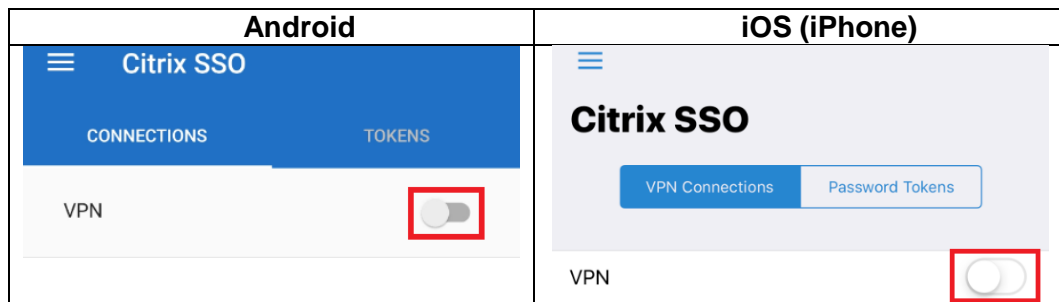 Android
Citrix SSO
CONNECTIONS TOKENS
VPN
iOS (iPhone)
Citrix SSO
VPN Connections Password Tokens
VPN